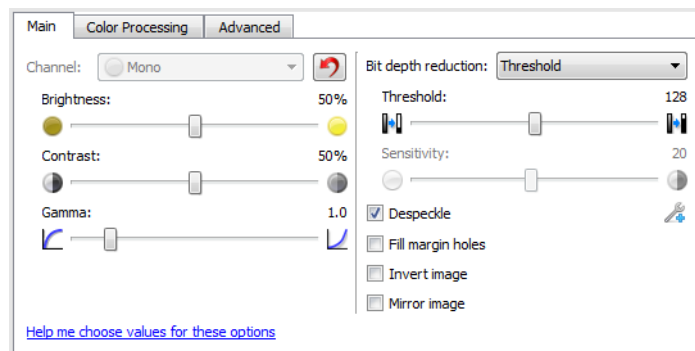 Main
Color Processing
Advanced
Channel:
Mono
Brightness:
50%
Contrast:
50%
Gamma:
1.0
Help me choose values for these options
Bit depth reduction:
Threshold
Threshold:
128
Sensitivity:
20
Despeckle
Fill margin holes
Invert image
Mirror image